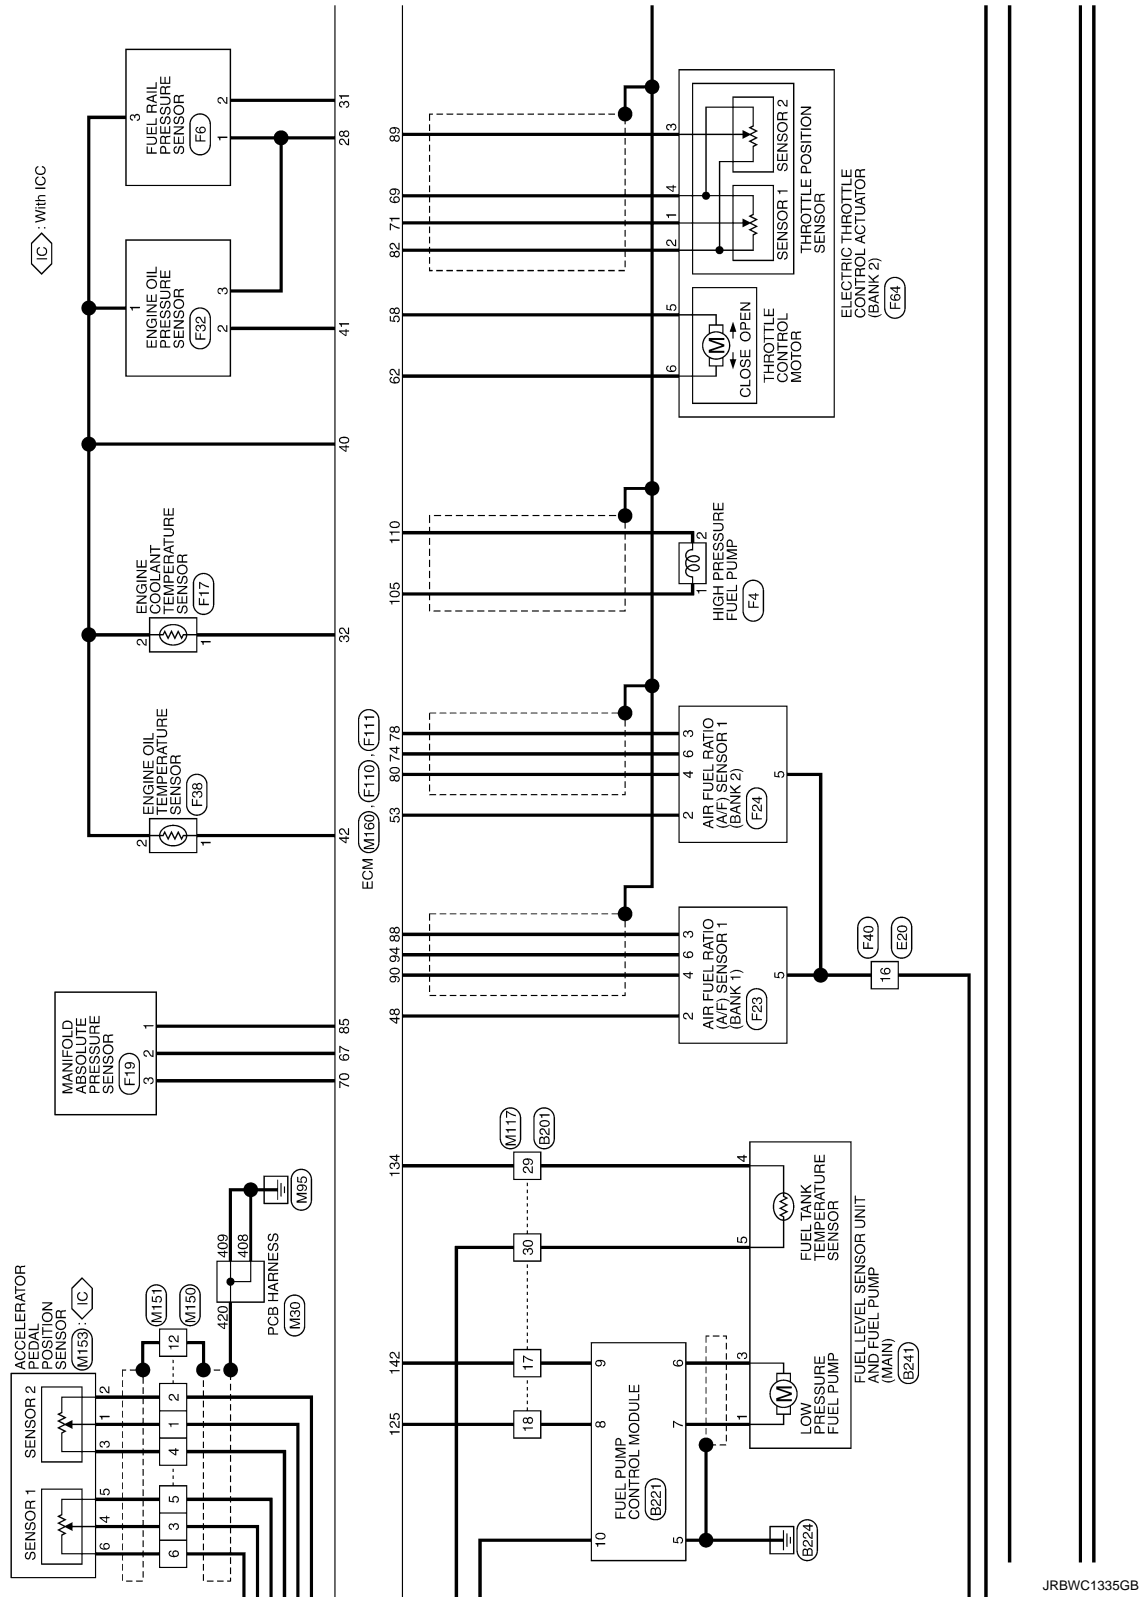 IC : With ICC
3
FUEL RAIL
PRESSURE
SENSOR
F6
2
1
31
28
1
ENGINE OIL
PRESSURE
SENSOR
F32
3
2
41
40
ENGINE
COOLANT
TEMPERATURE
SENSOR
F17
2
1
32
ENGINE OIL
TEMPERATURE
SENSOR
F38
2
1
42
MANIFOLD
ABSOLUTE
PRESSURE
SENSOR
F19
1
2
3
85
67
70
M95
409
408
420
PCB HARNESS
M30
ACCELERATOR
PEDAL
POSITION
SENSOR
M153 : IC
M151
M150
12
SENSOR 2
2
1
3
2
1
4
SENSOR 1
5
4
6
5
3
6
ECM M160 , F110 , F111
89
69
71
82
58
62
3
4
1
2
5
6
SENSOR 2
SENSOR 1
THROTTLE POSITION
SENSOR
M
CLOSE OPEN
THROTTLE
CONTROL
MOTOR
ELECTRIC THROTTLE
CONTROL ACTUATOR
(BANK 2)
F64
110
105
2
1
HIGH PRESSURE
FUEL PUMP
F4
78
74
80
53
3
6
4
2
AIR FUEL RATIO
(A/F) SENSOR 1
(BANK 2)
F24
5
88
94
90
48
3
6
4
2
AIR FUEL RATIO
(A/F) SENSOR 1
(BANK 1)
F23
5
F40
E20
16
134
142
125
M117
B201
29
30
17
18
4
5
FUEL TANK
TEMPERATURE
SENSOR
FUEL LEVEL SENSOR UNIT
AND FUEL PUMP
(MAIN)
B241
3
1
M
LOW
PRESSURE
FUEL PUMP
9
8
10
6
7
5
FUEL PUMP
CONTROL MODULE
B221
B224
JRBWC1335GB